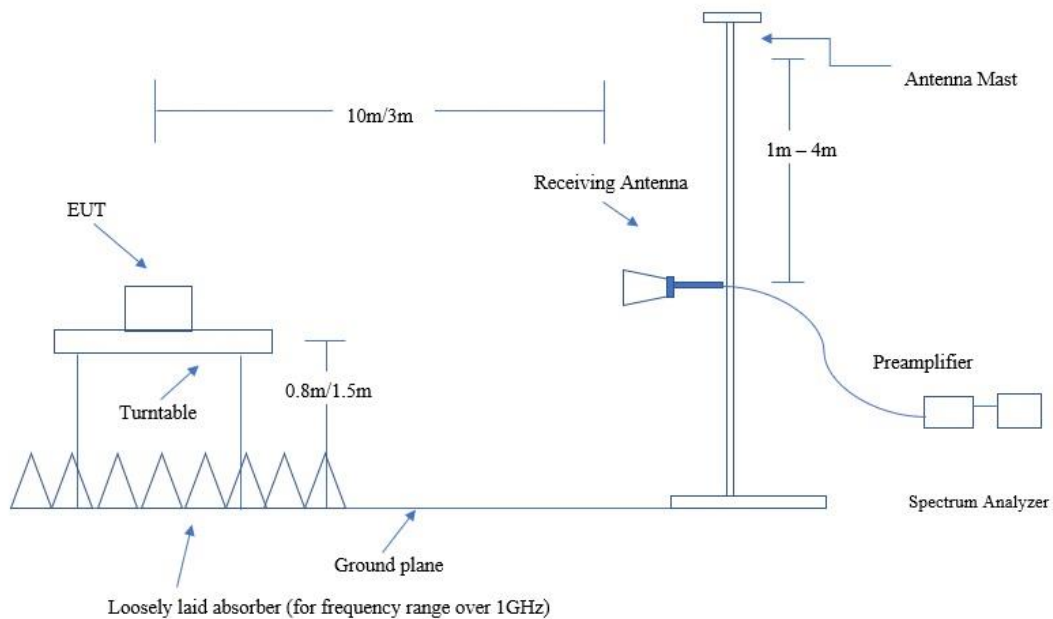 Antenna Mast
10m/3m
1m – 4m
Receiving Antenna
EUT
Preamplifier
0.8m/1.5m
Turntable
Spectrum Analyzer
Ground plane
Loosely laid absorber (for frequency range over 1GHz)